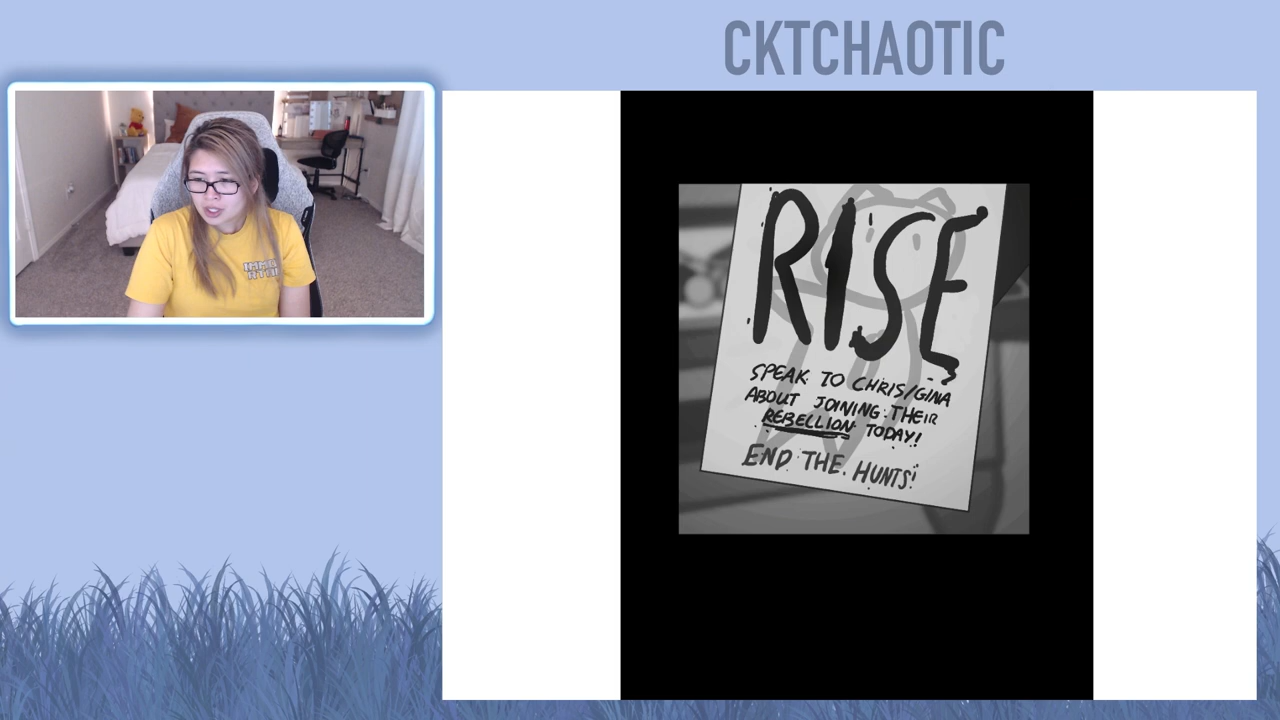 CKTCHAOTIC
RISE
SPEAK TO CHRIS/GINA
ABOUT JOINING THEIR
REBELLION TODAY!
END THE HUNTS!